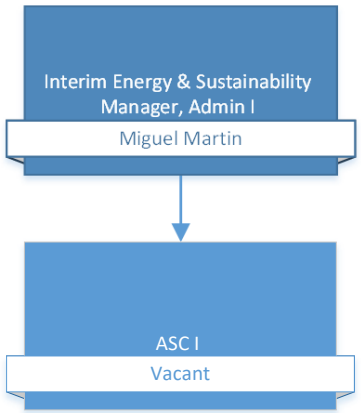 Interim Energy & Sustainability
Manager, Admin I
Miguel Martin
ASC I
Vacant